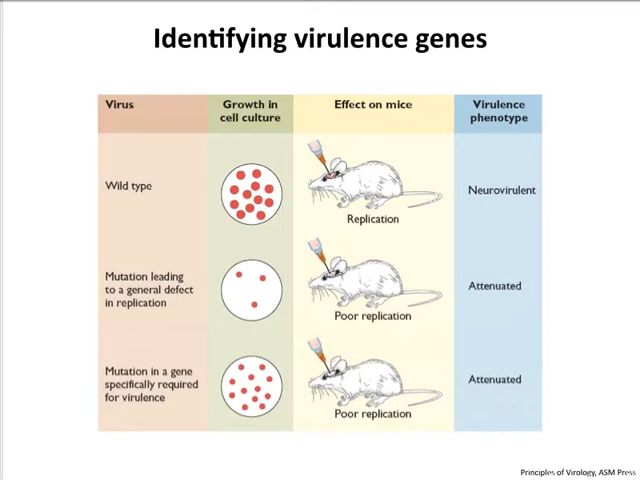 Identifying virulence genes
Virus
Growth in
cell culture
Effect on mice
Virulence
phenotype
Wild type
Replication
Neurovirulent
Mutation leading
to a general defect
in replication
Poor replication
Attenuated
Mutation in a gene
specifically required
for virulence
Poor replication
Attenuated
Principles of Virology, ASM Press